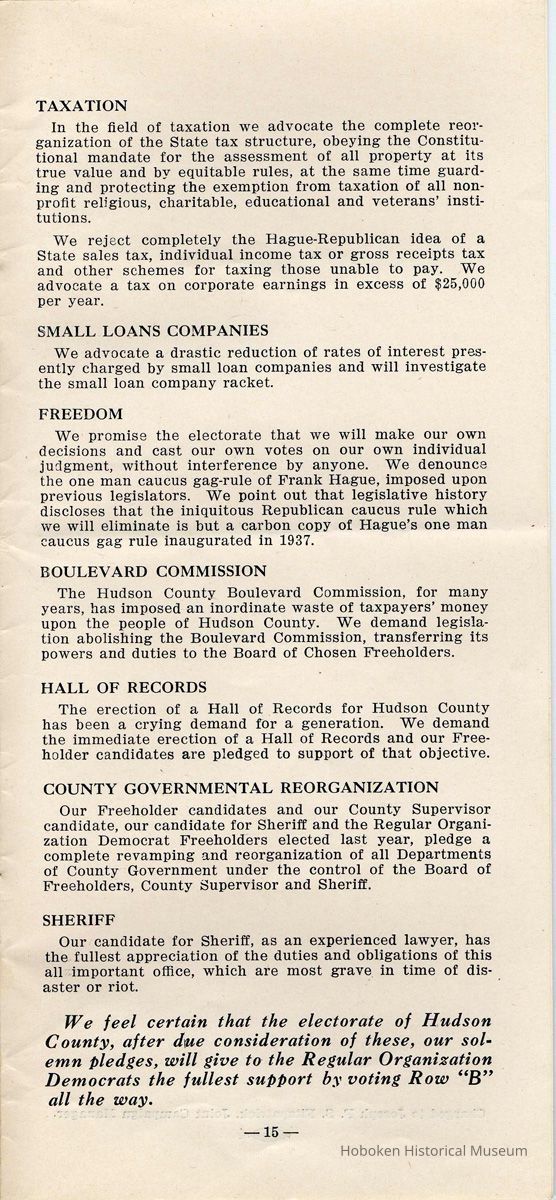 TAXATION
In the field of taxation we advocate the complete reor-
ganization of the State tax structure, obeying the Constitu-
tional mandate for the assessment of all property at its
true value and by equitable rules, at the same time guard-
ing and protecting the exemption from taxation of all non-
profit religious, charitable, educational and veterans' insti-
tutions.
We reject completely the Hague-Republican idea of a
State sales tax, individual income tax or gross receipts tax
and other schemes for taxing those unable to pay. We
advocate a tax on corporate earnings in excess of $25,000
per year.
SMALL LOANS COMPANIES
We advocate a drastic reduction of rates of interest pres-
ently charged by small loan companies and will investigate
the small loan company racket.
FREEDOM
We promise the electorate that we will make our own
decisions and cast our own votes on our own individual
judgment, without interference by anyone. We denounce
the one man caucus gag-rule of Frank Hague, imposed upon
previous legislators. We point out that legislative history
discloses that the iniquitous Republican caucus rule which
we will eliminate is but a carbon copy of Hague's one man
caucus gag rule inaugurated in 1937.
BOULEVARD COMMISSION
The Hudson County Boulevard Commission, for many
years, has imposed an inordinate waste of taxpayers' money
upon the people of Hudson County. We demand legisla-
tion abolishing the Boulevard Commission, transferring its
powers and duties to the Board of Chosen Freeholders.
HALL OF RECORDS
The erection of a Hall of Records for Hudson County
has been a crying demand for a generation. We demand
the immediate erection of a Hall of Records and our Free-
holder candidates are pledged to support of that objective.
COUNTY GOVERNMENTAL REORGANIZATION
Our Freeholder candidates and our County Supervisor
candidate, our candidate for Sheriff and the Regular Organi-
zation Democrat Freeholders elected last year, pledge a
complete revamping and reorganization of all Departments
of County Government under the control of the Board of
Freeholders, County Supervisor and Sheriff.
SHERIFF
Our candidate for Sheriff, as an experienced lawyer, has
the fullest appreciation of the duties and obligations of this
all important office, which are most grave in time of dis-
aster or riot.
We feel certain that the electorate of Hudson
County, after due consideration of these, our sol-
emn pledges, will give to the Regular Organization
Democrats the fullest support by voting Row "B"
all the way.
— 15 —
Hoboken Historical Museum